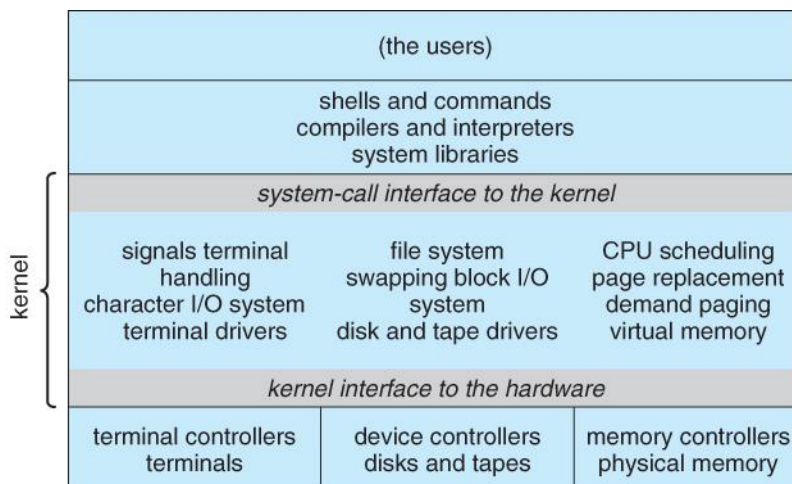 (the users)
shells and commands
compilers and interpreters
system libraries
kernel
system-call interface to the kernel
signals terminal
handling
character I/O system
terminal drivers
file system
swapping block I/O
system
disk and tape drivers
CPU scheduling
page replacement
demand paging
virtual memory
kernel interface to the hardware
terminal controllers
terminals
device controllers
disks and tapes
memory controllers
physical memory